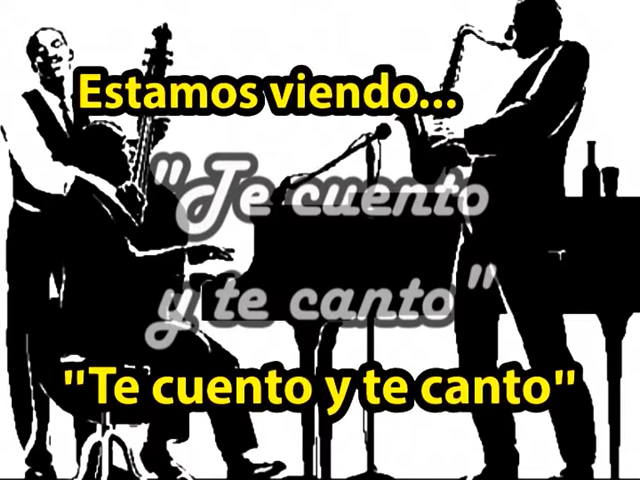 Estamos viendo...
"Te cuento
y te canto"
"Te cuento y te canto"